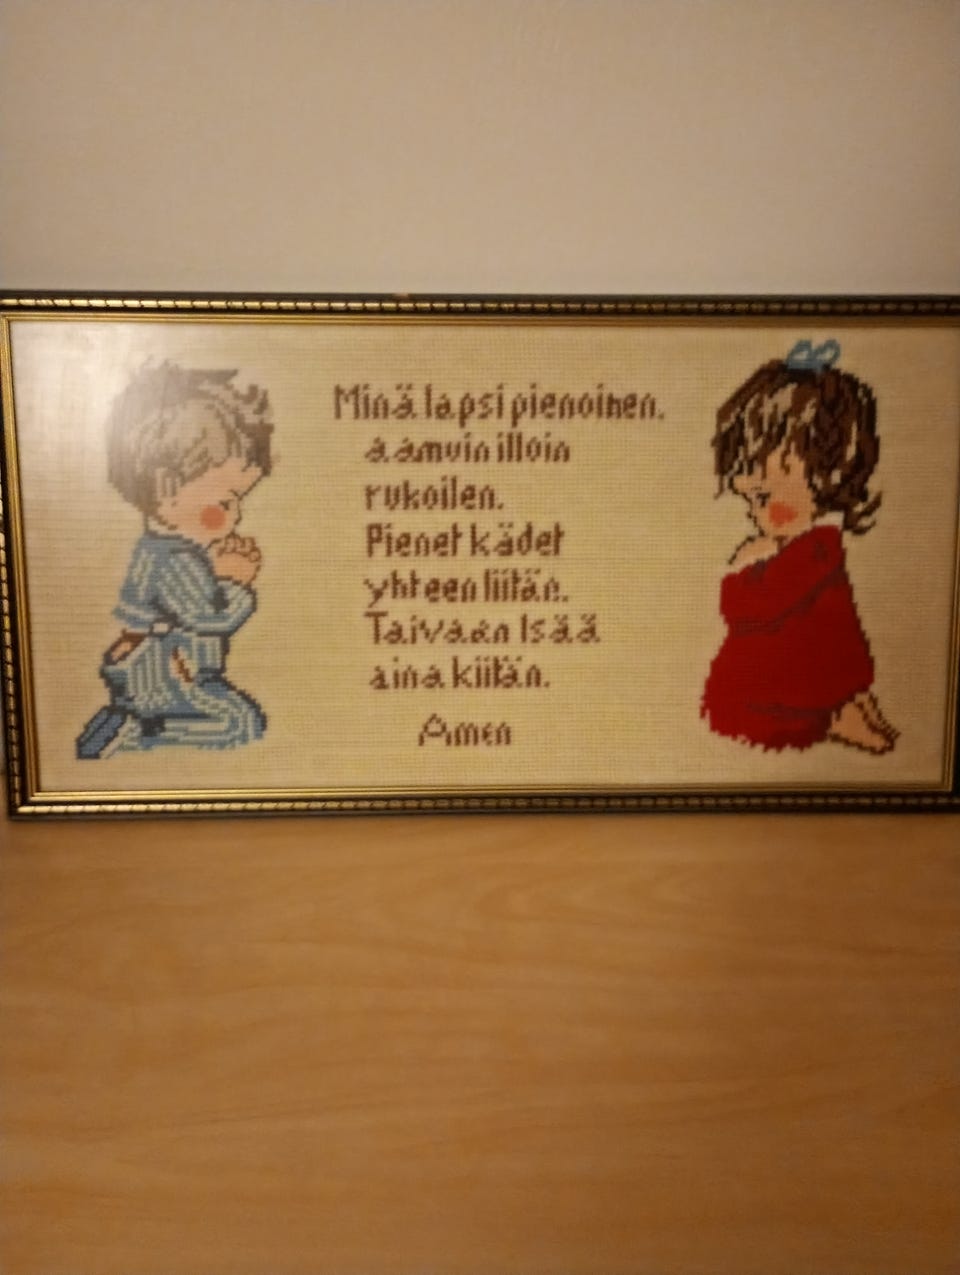 Minä lapsi pienoinen.
aamuin illoin
rukoilen.
Pienet kädet
yhteen liitän.
Taivaan Isää
aina kiitän.
Amen